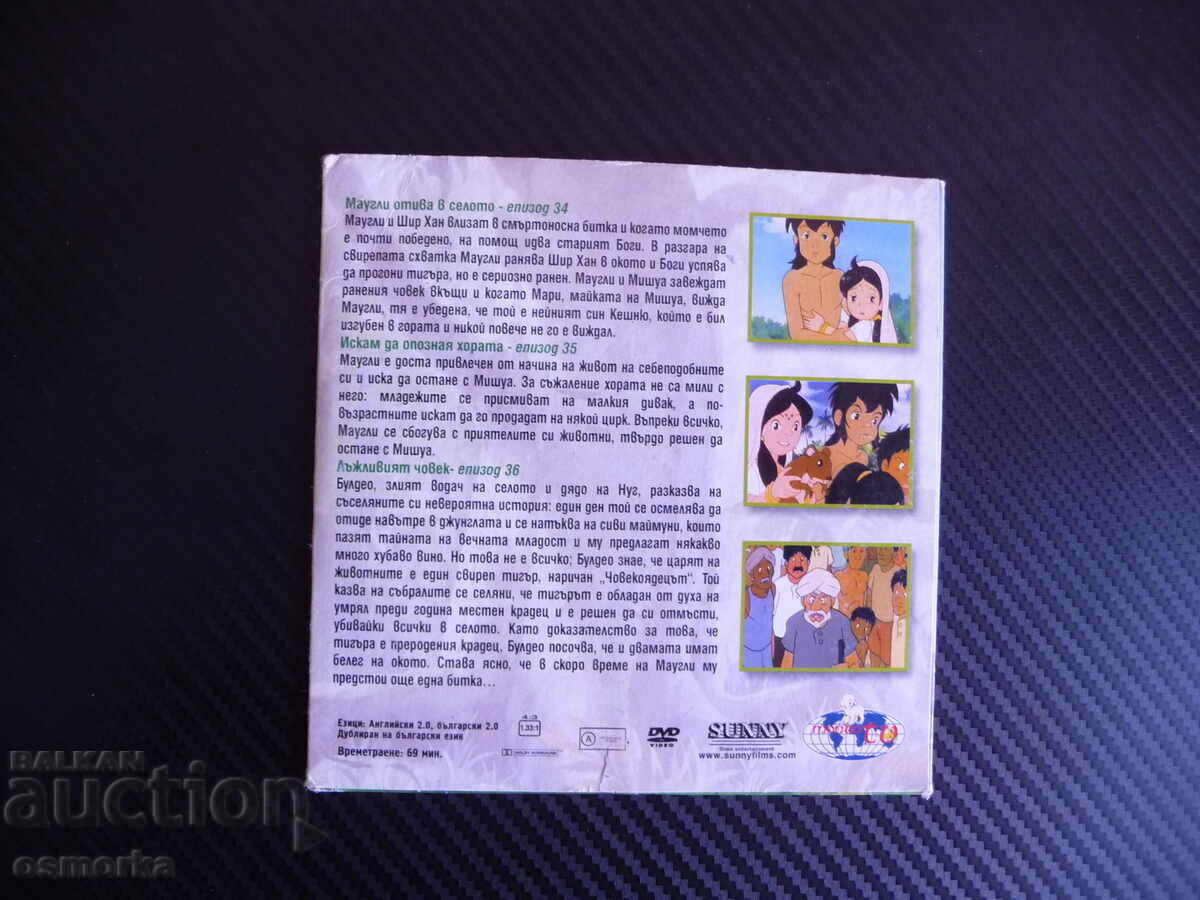 Маугли отива в селото - епизод 34
Маугли и Шир Хан влизат в смъртоносна битка и когато момчето
е почти победено, на помощ идва старият Боги. В разгара на
свирепата схватка Маугли ранява Шир Хан в окото и Боги успява
да прогони тигъра, но е сериозно ранен. Маугли и Мишуа завеждат
ранения човек вкъщи и когато Мари, майката на Мишуа, вижда
Маугли, тя е убедена, че той е нейният син Кешню, който е бил
изгубен в гората и никой повече не го е виждал.
Искам да опозная хората - епизод 35
Маугли е доста привлечен от начина на живот на себеподобните
си и иска да остане с Мишуа. За съжаление хората не са мили с
него: младежите се присмиват на малкия дивак, а по-
възрастните искат да го продадат на някой цирк. Въпреки всичко,
Маугли се сбогува с приятелите си животни, твърдо решен да
остане с Мишуа.
Лъжливият човек- епизод 36
Булдео, злият водач на селото и дядо на Нуг, разказва на
съселяните си невероятна история: един ден той се осмелява да
отиде навътре в джунглата и се натъква на сиви маймуни, които
пазят тайната на вечната младост и му предлагат някакво
много хубаво вино. Но това не е всичко; Булдео знае, че царят на
животните е един свиреп тигър, наричан „Човекоядецът“. Той
казва на събралите се селяни, че тигърът е обладан от духа на
умрял преди година местен крадец и е решен да си отмъсти,
убивайки всички в селото. Като доказателство за това, че
тигъра е преродения крадец, Булдео посочва, че и двамата имат
белег на окото. Става ясно, че в скоро време на Маугли му
предстои още една битка...
Езици: Английски 2.0, български 2.0
Дублиран на български език
Времетраене: 69 мин.
4:3
1.33:1
DOLBY SURROUND
A
DVD
VIDEO
SUNNY
www.sunnyfilms.com
BALKAN
auction
osmorka